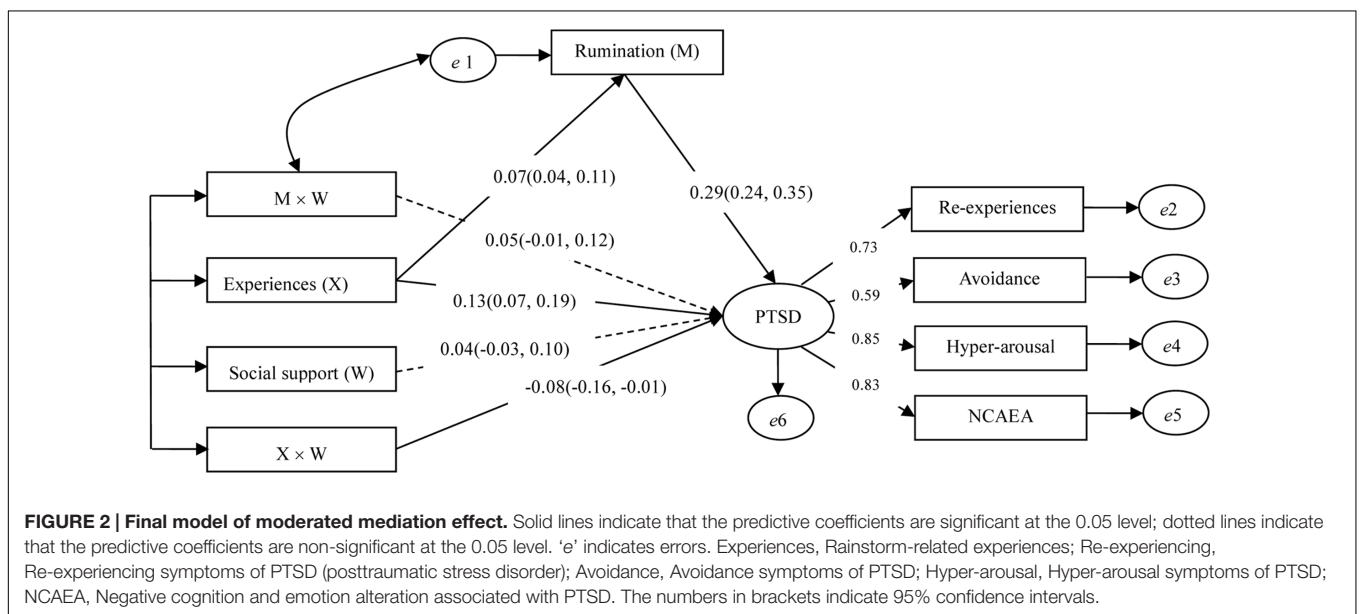 e 1
Rumination (M)
0.07(0.04, 0.11)
0.29(0.24, 0.35)
M × W
Re-experiences
e2
0.73
0.05(-0.01, 0.12)
Experiences (X)
Avoidance
e3
0.59
0.13(0.07, 0.19)
PTSD
0.85
Hyper-arousal
e4
0.04(-0.03, 0.10)
Social support (W)
-0.08(-0.16, -0.01)
0.83
NCAEA
e5
e6
X × W
FIGURE 2 | Final model of moderated mediation effect. Solid lines indicate that the predictive coefficients are significant at the 0.05 level; dotted lines indicate
that the predictive coefficients are non-significant at the 0.05 level. ‘e’ indicates errors. Experiences, Rainstorm-related experiences; Re-experiencing,
Re-experiencing symptoms of PTSD (posttraumatic stress disorder); Avoidance, Avoidance symptoms of PTSD; Hyper-arousal, Hyper-arousal symptoms of PTSD;
NCAEA, Negative cognition and emotion alteration associated with PTSD. The numbers in brackets indicate 95% confidence intervals.